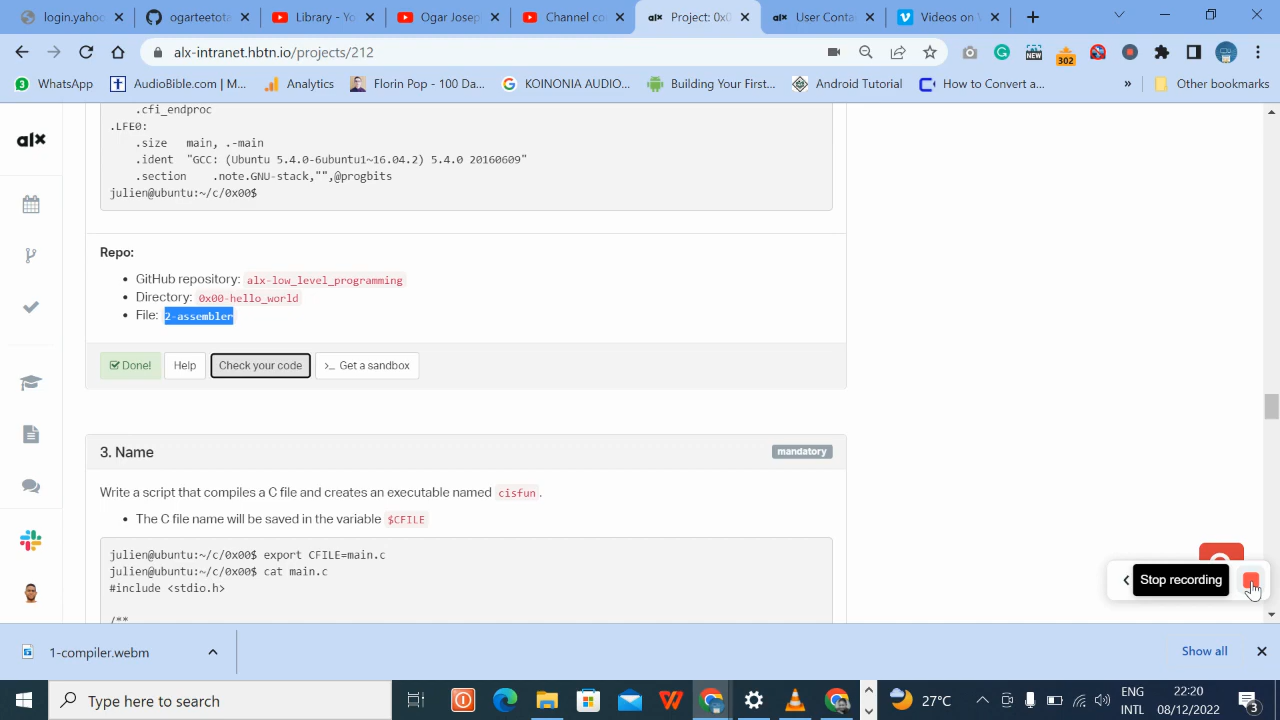 login.yaho
ogarteetota
Library - Yo
Ogar Josep
Channel co
alx Project: 0x0
alx User Conta
Videos on V
alx-intranet.hbtn.io/projects/212
NEW
302
WhatsApp
AudioBible.com | M...
Analytics
Florin Pop - 100 Da...
KOINONIA AUDIO...
Building Your First...
Android Tutorial
How to Convert a...
»
Other bookmarks
alx
.cfi_endproc
.LFE0:
.size main, .-main
.ident "GCC: (Ubuntu 5.4.0-6ubuntu1~16.04.2) 5.4.0 20160609"
.section .note.GNU-stack,"",@progbits
julien@ubuntu:~/c/0x00$
Repo:
• GitHub repository: alx-low_level_programming
• Directory: 0x00-hello_world
• File: 2-assembler
Done!
Help
Check your code
>_ Get a sandbox
3. Name
mandatory
Write a script that compiles a C file and creates an executable named cisfun.
• The C file name will be saved in the variable $CFILE
julien@ubuntu:~/c/0x00$ export CFILE=main.c
julien@ubuntu:~/c/0x00$ cat main.c
#include <stdio.h>
/**
Stop recording
1-compiler.webm
Show all
Type here to search
27°C
ENG
INTL
22:20
08/12/2022
3